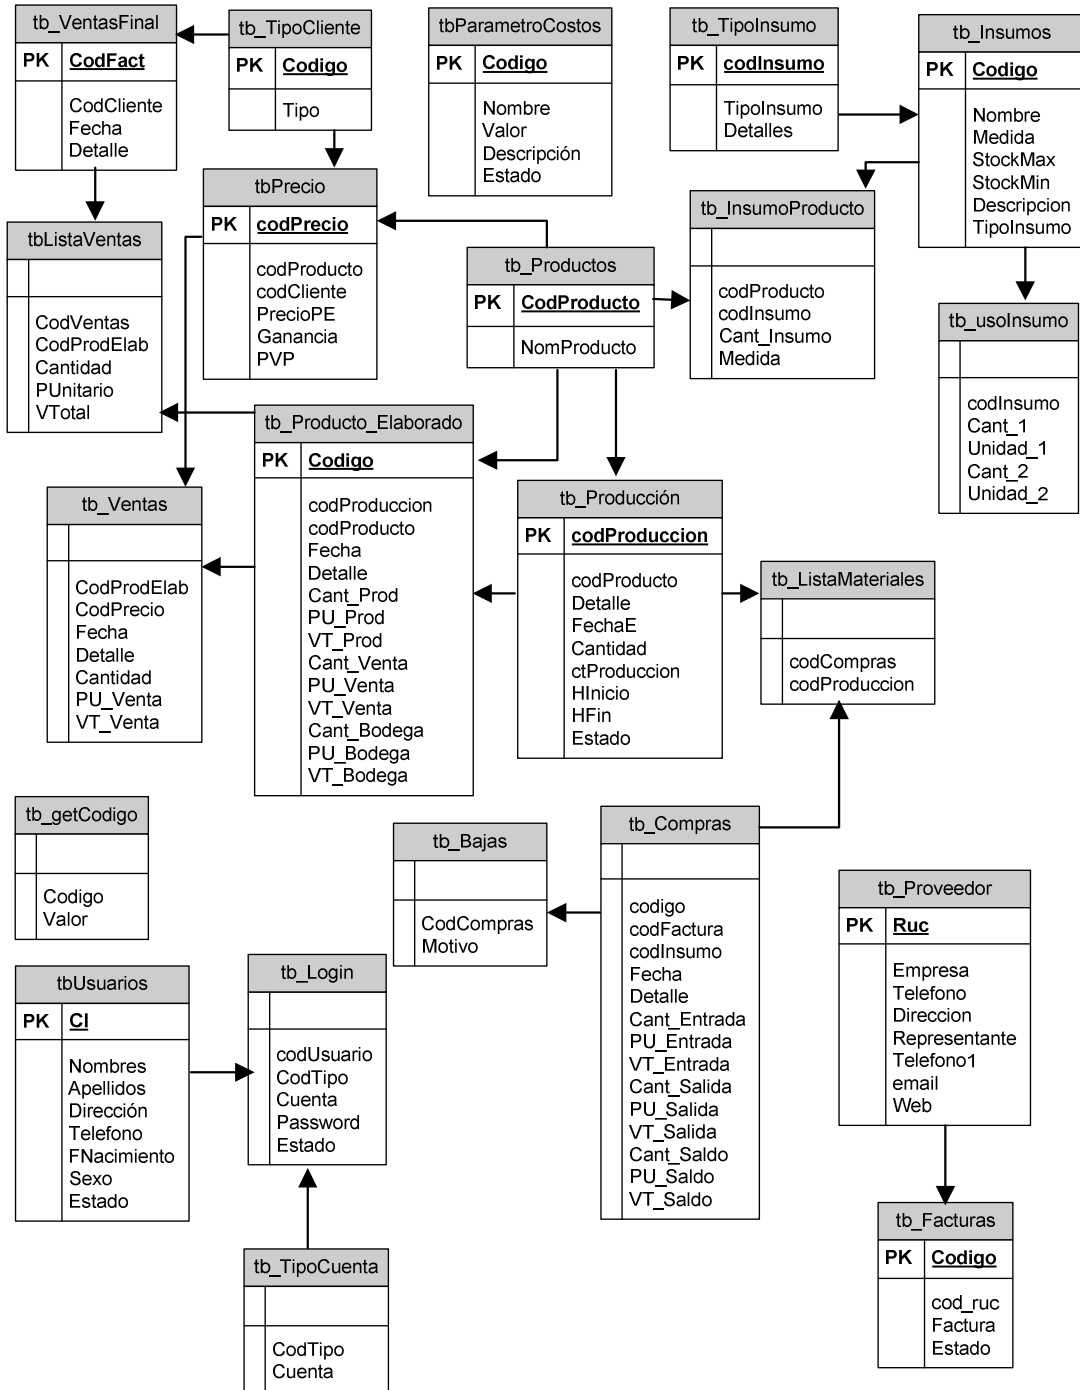 tb_VentasFinal
PK CodFact
CodCliente
Fecha
Detalle
tb_TipoCliente
PK Codigo
Tipo
tbParametroCostos
PK Codigo
Nombre
Valor
Descripción
Estado
tb_TipoInsumo
PK codInsumo
TipoInsumo
Detalles
tb_Insumos
PK Codigo
Nombre
Medida
StockMax
StockMin
Descripcion
TipoInsumo
tbListaVentas
CodVentas
CodProdElab
Cantidad
PUnitario
VTotal
tbPrecio
PK codPrecio
codProducto
codCliente
PrecioPE
Ganancia
PVP
tb_Productos
PK CodProducto
NomProducto
tb_InsumoProducto
codProducto
codInsumo
Cant_Insumo
Medida
tb_usoInsumo
codInsumo
Cant_1
Unidad_1
Cant_2
Unidad_2
tb_Ventas
CodProdElab
CodPrecio
Fecha
Detalle
Cantidad
PU_Venta
VT_Venta
tb_Producto_Elaborado
PK Codigo
codProduccion
codProducto
Fecha
Detalle
Cant_Prod
PU_Prod
VT_Prod
Cant_Venta
PU_Venta
VT_Venta
Cant_Bodega
PU_Bodega
VT_Bodega
tb_Producción
PK codProduccion
codProducto
Detalle
FechaE
Cantidad
ctProduccion
HInicio
HFin
Estado
tb_ListaMateriales
codCompras
codProduccion
tb_getCodigo
Codigo
Valor
tb_Bajas
CodCompras
Motivo
tb_Compras
codigo
codFactura
codInsumo
Fecha
Detalle
Cant_Entrada
PU_Entrada
VT_Entrada
Cant_Salida
PU_Salida
VT_Salida
Cant_Saldo
PU_Saldo
VT_Saldo
tb_Proveedor
PK Ruc
Empresa
Telefono
Direccion
Representante
Telefono1
email
Web
tbUsuarios
PK CI
Nombres
Apellidos
Dirección
Telefono
FNacimiento
Sexo
Estado
tb_Login
codUsuario
CodTipo
Cuenta
Password
Estado
tb_TipoCuenta
CodTipo
Cuenta
tb_Facturas
PK Codigo
cod_ruc
Factura
Estado